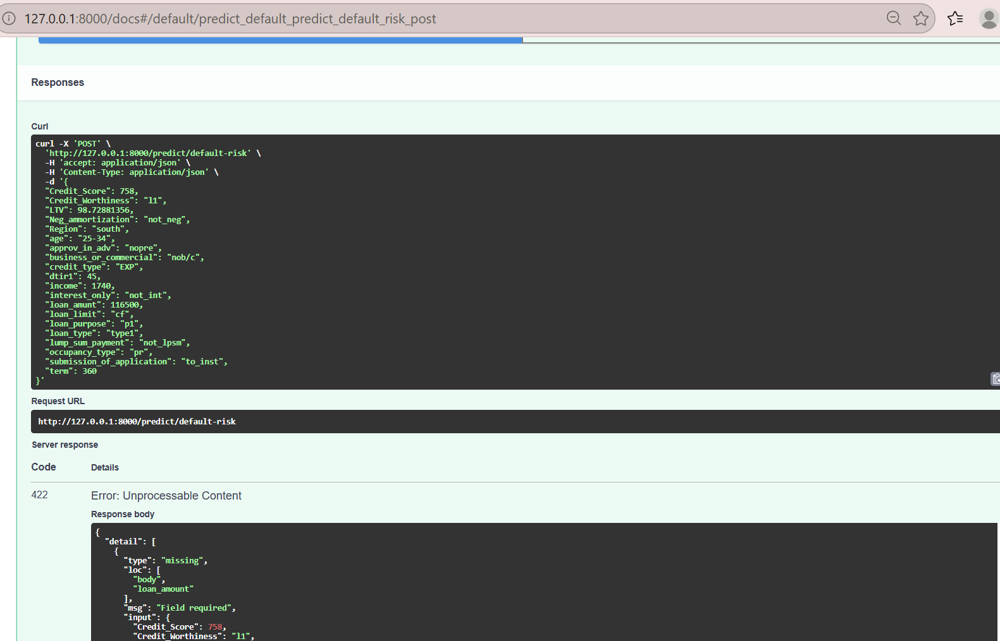 127.0.0.1:8000/docs#/default/predict_default_predict_default_risk_post
Responses
Curl
curl -X 'POST' \
  'http://127.0.0.1:8000/predict/default-risk' \
  -H 'accept: application/json' \
  -H 'Content-Type: application/json' \
  -d '{
  "Credit_Score": 758,
  "Credit_Worthiness": "l1",
  "LTV": 98.72881356,
  "Neg_ammortization": "not_neg",
  "Region": "south",
  "age": "25-34",
  "approv_in_adv": "nopre",
  "business_or_commercial": "nob/c",
  "credit_type": "EXP",
  "dtir1": 45,
  "income": 1740,
  "interest_only": "not_int",
  "loan_amunt": 116500,
  "loan_limit": "cf",
  "loan_purpose": "p1",
  "loan_type": "type1",
  "lump_sum_payment": "not_lpsm",
  "occupancy_type": "pr",
  "submission_of_application": "to_inst",
  "term": 360
}'
Request URL
http://127.0.0.1:8000/predict/default-risk
Server response
Code Details
422 Error: Unprocessable Content
Response body
{
  "detail": [
    {
      "type": "missing",
      "loc": [
        "body",
        "loan_amount"
      ],
      "msg": "Field required",
      "input": {
        "Credit_Score": 758,
        "Credit_Worthiness": "l1",